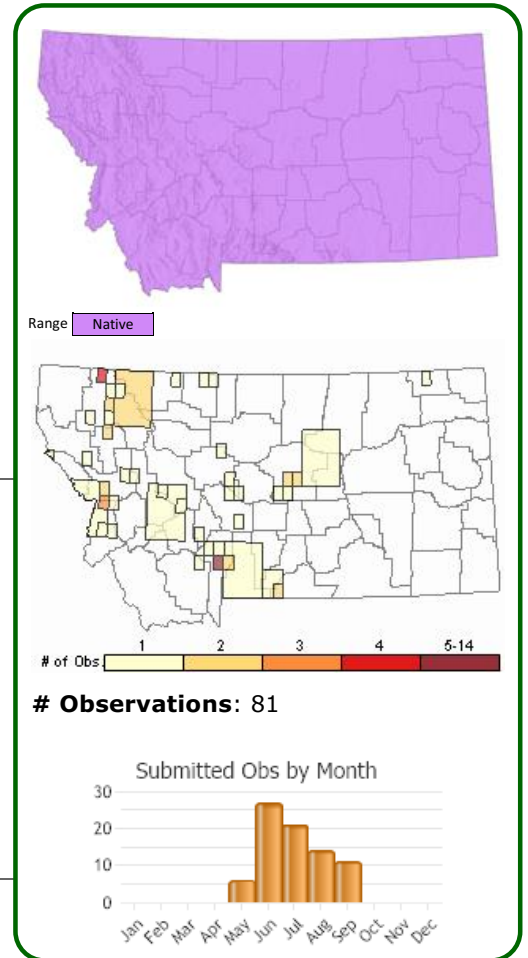 Range Native
1 2 3 4 5-14
# of Obs.
# Observations: 81
Submitted Obs by Month
30
20
10
0
Jan Feb Mar Apr May Jun Jul Aug Sep Oct Nov Dec